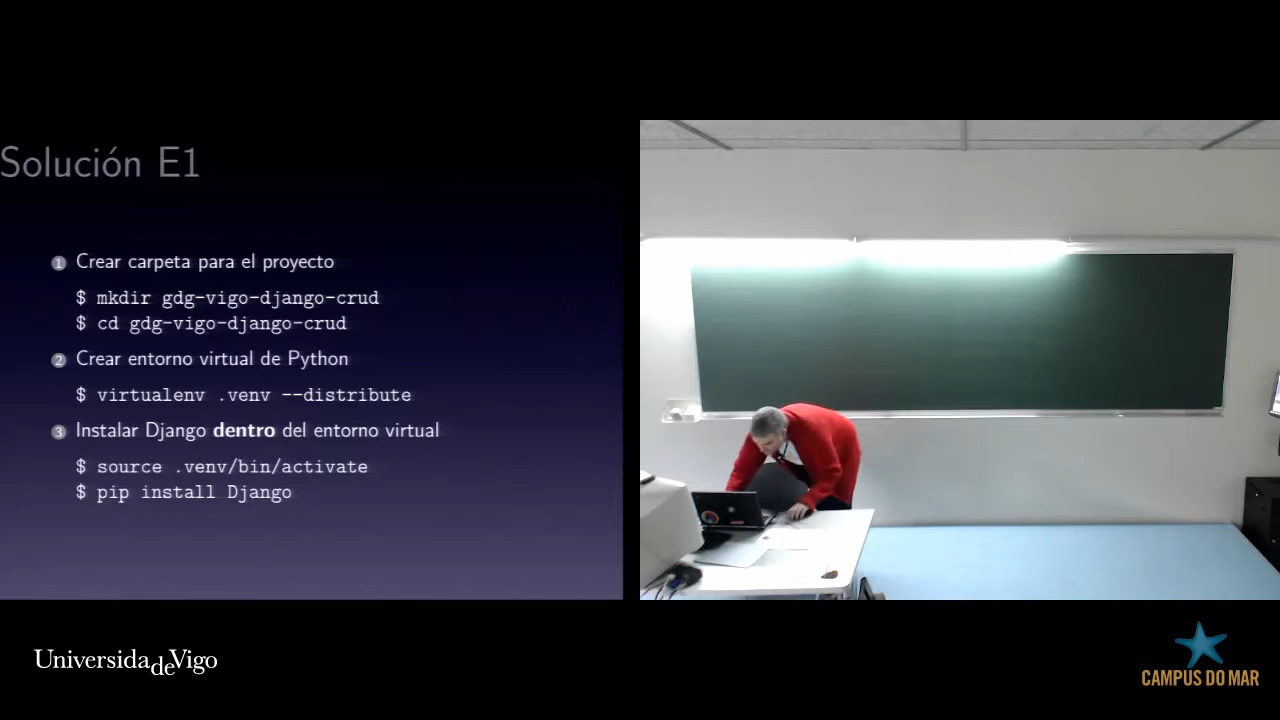 Solución E1
1 Crear carpeta para el proyecto
$ mkdir gdg-vigo-django-crud
$ cd gdg-vigo-django-crud
2 Crear entorno virtual de Python
$ virtualenv .venv --distribute
3 Instalar Django dentro del entorno virtual
$ source .venv/bin/activate
$ pip install Django
UniversidadeVigo
CAMPUS DO MAR